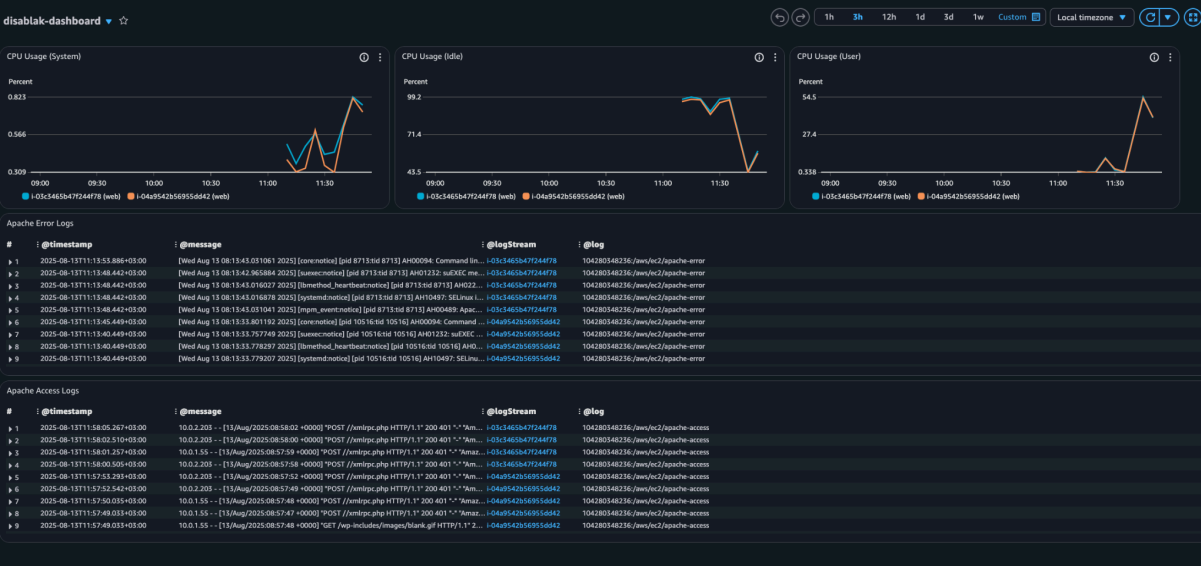 disablak-dashboard
1h 3h 12h 1d 3d 1w Custom Local timezone
CPU Usage (System)
Percent
0.823
0.566
0.309
09:00 09:30 10:00 10:30 11:00 11:30
i-03c3465b47f244f78 (web) i-04a9542b56955dd42 (web)
CPU Usage (Idle)
Percent
99.2
71.4
43.5
09:00 09:30 10:00 10:30 11:00 11:30
i-03c3465b47f244f78 (web) i-04a9542b56955dd42 (web)
CPU Usage (User)
Percent
54.5
27.4
0.338
09:00 09:30 10:00 10:30 11:00 11:30
i-03c3465b47f244f78 (web) i-04a9542b56955dd42 (web)
Apache Error Logs
# @timestamp @message @logStream @log
1 2025-08-13T11:13:53.886+03:00 [Wed Aug 13 08:13:43.031061 2025] [core:notice] [pid 8713:tid 8713] AH00094: Command lin... i-03c3465b47f244f78 104280348236:/aws/ec2/apache-error
2 2025-08-13T11:13:48.442+03:00 [Wed Aug 13 08:13:42.965884 2025] [suexec:notice] [pid 8713:tid 8713] AH01232: suEXEC me... i-03c3465b47f244f78 104280348236:/aws/ec2/apache-error
3 2025-08-13T11:13:48.442+03:00 [Wed Aug 13 08:13:43.016027 2025] [lbmethod_heartbeat:notice] [pid 8713:tid 8713] AH022... i-03c3465b47f244f78 104280348236:/aws/ec2/apache-error
4 2025-08-13T11:13:48.442+03:00 [Wed Aug 13 08:13:43.016878 2025] [systemd:notice] [pid 8713:tid 8713] AH10497: SELinux i... i-03c3465b47f244f78 104280348236:/aws/ec2/apache-error
5 2025-08-13T11:13:48.442+03:00 [Wed Aug 13 08:13:43.031041 2025] [mpm_event:notice] [pid 8713:tid 8713] AH00489: Apac... i-03c3465b47f244f78 104280348236:/aws/ec2/apache-error
6 2025-08-13T11:13:45.449+03:00 [Wed Aug 13 08:13:33.801192 2025] [core:notice] [pid 10516:tid 10516] AH00094: Command ... i-04a9542b56955dd42 104280348236:/aws/ec2/apache-error
7 2025-08-13T11:13:40.449+03:00 [Wed Aug 13 08:13:33.757749 2025] [suexec:notice] [pid 10516:tid 10516] AH01232: suEXEC ... i-04a9542b56955dd42 104280348236:/aws/ec2/apache-error
8 2025-08-13T11:13:40.449+03:00 [Wed Aug 13 08:13:33.778297 2025] [lbmethod_heartbeat:notice] [pid 10516:tid 10516] AH0... i-04a9542b56955dd42 104280348236:/aws/ec2/apache-error
9 2025-08-13T11:13:40.449+03:00 [Wed Aug 13 08:13:33.779207 2025] [systemd:notice] [pid 10516:tid 10516] AH10497: SELinu... i-04a9542b56955dd42 104280348236:/aws/ec2/apache-error
Apache Access Logs
# @timestamp @message @logStream @log
1 2025-08-13T11:58:05.267+03:00 10.0.2.203 - - [13/Aug/2025:08:58:02 +0000] "POST //xmlrpc.php HTTP/1.1" 200 401 "-" "Am... i-03c3465b47f244f78 104280348236:/aws/ec2/apache-access
2 2025-08-13T11:58:02.510+03:00 10.0.2.203 - - [13/Aug/2025:08:58:00 +0000] "POST //xmlrpc.php HTTP/1.1" 200 401 "-" "Am... i-03c3465b47f244f78 104280348236:/aws/ec2/apache-access
3 2025-08-13T11:58:01.257+03:00 10.0.1.55 - - [13/Aug/2025:08:57:59 +0000] "POST //xmlrpc.php HTTP/1.1" 200 401 "-" "Amaz... i-03c3465b47f244f78 104280348236:/aws/ec2/apache-access
4 2025-08-13T11:58:00.505+03:00 10.0.2.203 - - [13/Aug/2025:08:57:58 +0000] "POST //xmlrpc.php HTTP/1.1" 200 401 "-" "Am... i-03c3465b47f244f78 104280348236:/aws/ec2/apache-access
5 2025-08-13T11:57:53.293+03:00 10.0.2.203 - - [13/Aug/2025:08:57:52 +0000] "POST //xmlrpc.php HTTP/1.1" 200 401 "-" "Am... i-04a9542b56955dd42 104280348236:/aws/ec2/apache-access
6 2025-08-13T11:57:52.542+03:00 10.0.2.203 - - [13/Aug/2025:08:57:49 +0000] "POST //xmlrpc.php HTTP/1.1" 200 401 "-" "Am... i-04a9542b56955dd42 104280348236:/aws/ec2/apache-access
7 2025-08-13T11:57:50.035+03:00 10.0.1.55 - - [13/Aug/2025:08:57:48 +0000] "POST //xmlrpc.php HTTP/1.1" 200 401 "-" "Amaz... i-04a9542b56955dd42 104280348236:/aws/ec2/apache-access
8 2025-08-13T11:57:49.033+03:00 10.0.1.55 - - [13/Aug/2025:08:57:47 +0000] "POST //xmlrpc.php HTTP/1.1" 200 401 "-" "Amaz... i-04a9542b56955dd42 104280348236:/aws/ec2/apache-access
9 2025-08-13T11:57:49.033+03:00 10.0.1.55 - - [13/Aug/2025:08:57:48 +0000] "GET /wp-includes/images/blank.gif HTTP/1.1" 2... i-04a9542b56955dd42 104280348236:/aws/ec2/apache-access